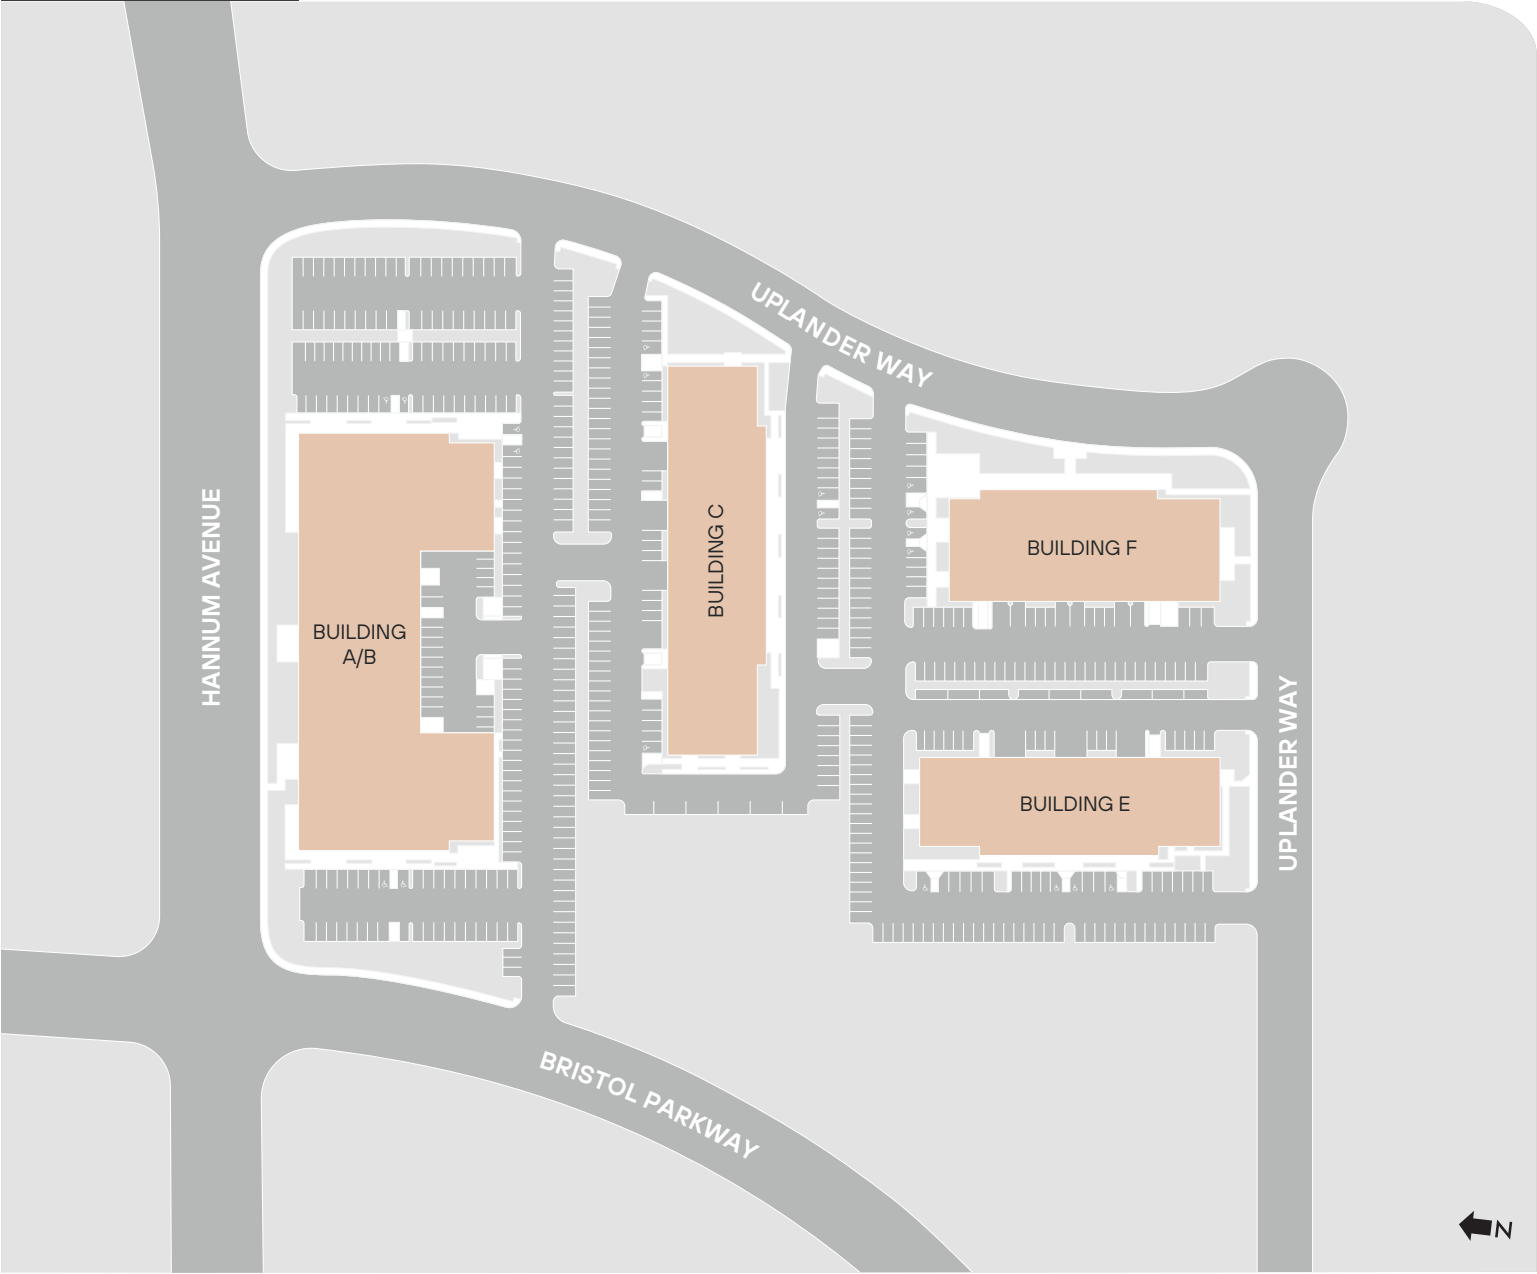 UPLANDER WAY
HANNUM AVENUE
BUILDING C
BUILDING F
BUILDING
A/B
UPLANDER WAY
BUILDING E
BRISTOL PARKWAY
N